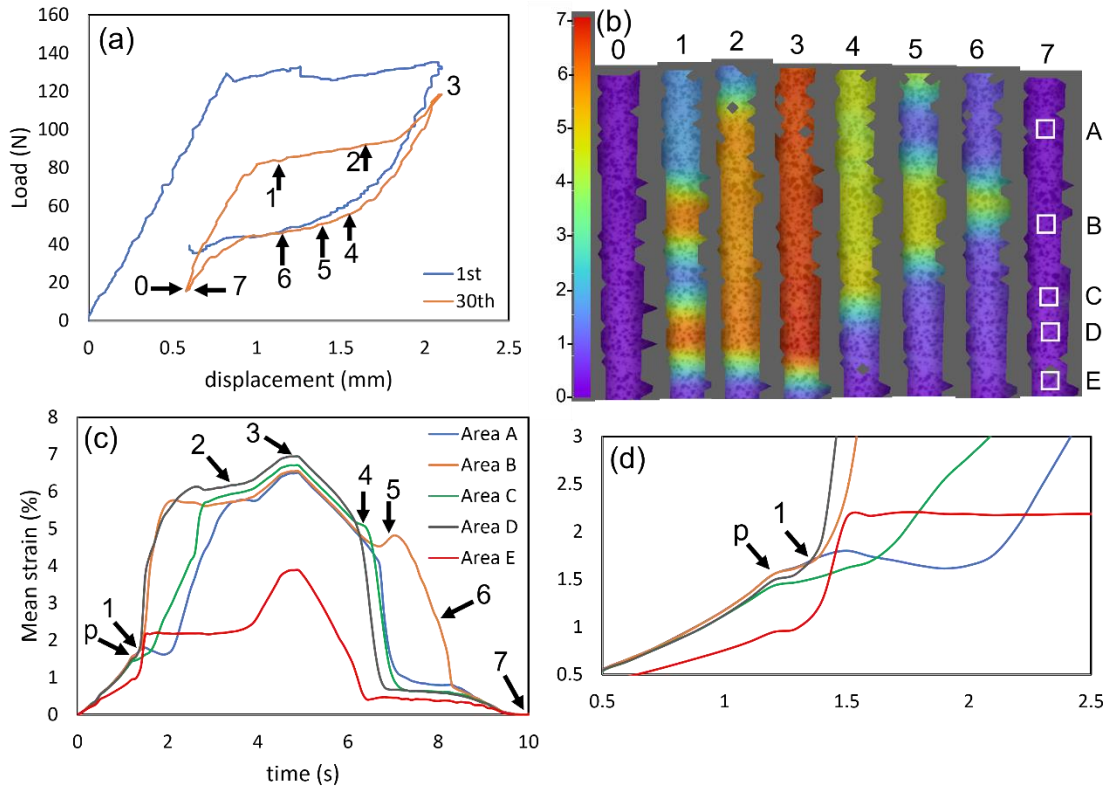 (a)
160
140
120
100
80
60
40
20
0
Load (N)
0 0.5 1 1.5 2 2.5
displacement (mm)
0 7 1 2 3 6 5 4
1st
30th
(b)
7
6
5
4
3
2
1
0
0 1 2 3 4 5 6 7
A
B
C
D
E
(c)
8
7
6
5
4
3
2
1
0
Mean strain (%)
0 2 4 6 8 10
time (s)
p 1 2 3 4 5 6 7
Area A
Area B
Area C
Area D
Area E
(d)
3
2.5
2
1.5
1
0.5
0.5 1 1.5 2 2.5
p 1